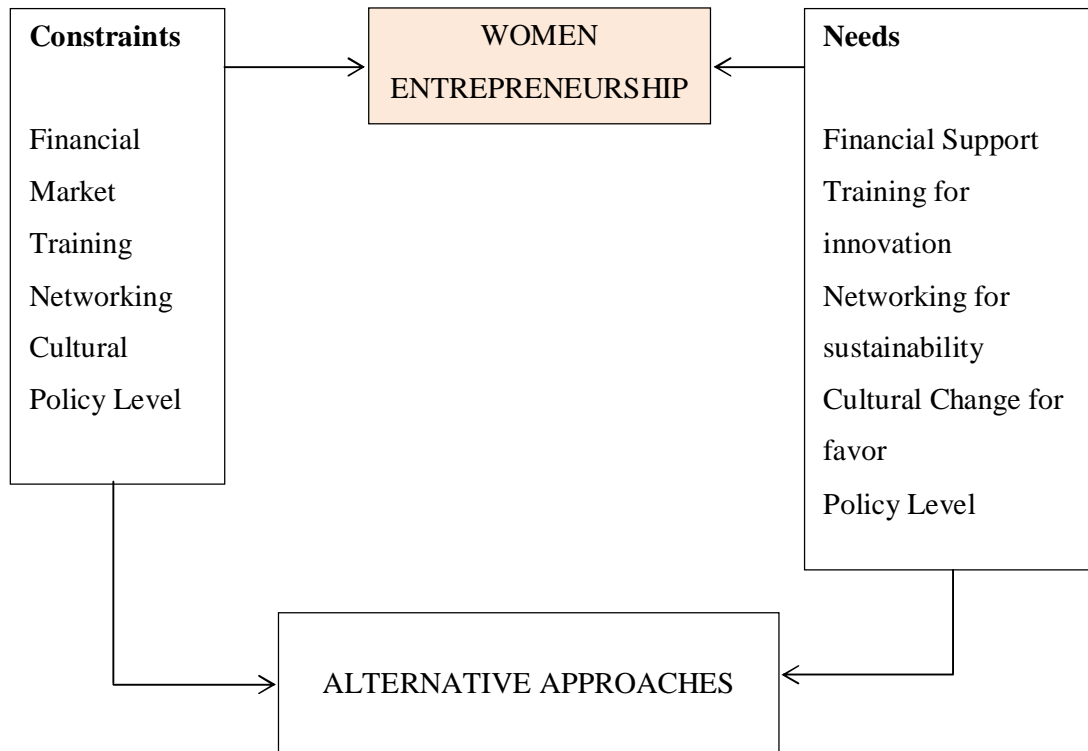 Constraints
Financial
Market
Training
Networking
Cultural
Policy Level
WOMEN
ENTREPRENEURSHIP
Needs
Financial Support
Training for
innovation
Networking for
sustainability
Cultural Change for
favor
Policy Level
ALTERNATIVE APPROACHES